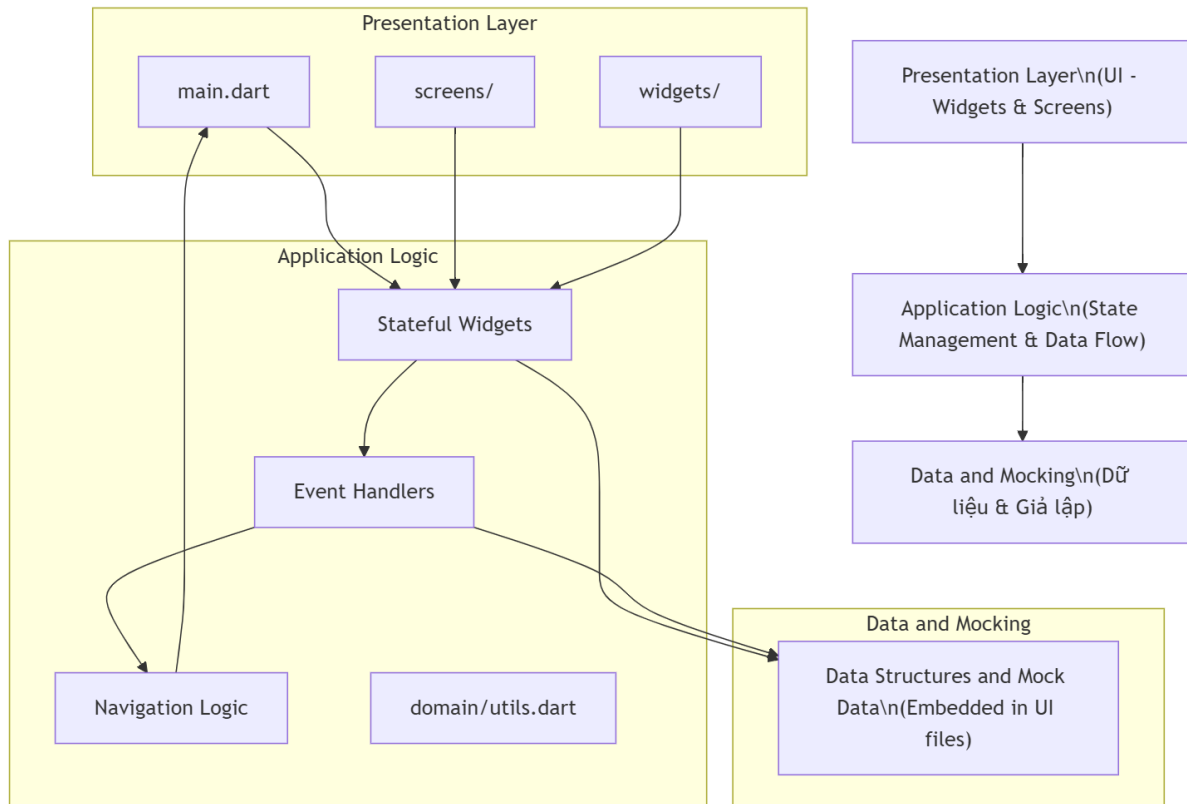 Presentation Layer
main.dart
screens/
widgets/
Presentation Layer\n(UI -
Widgets & Screens)
Application Logic
Stateful Widgets
Application Logic\n(State
Management & Data Flow)
Event Handlers
Data and Mocking\n(Dữ
liệu & Giả lập)
Data and Mocking
Navigation Logic
domain/utils.dart
Data Structures and Mock
Data\n(Embedded in UI
files)